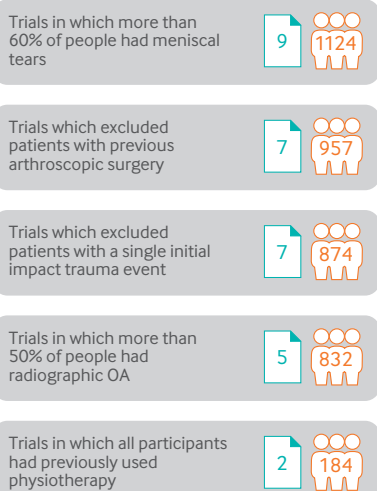 Trials in which more than
60% of people had meniscal
tears
9
1124
Trials which excluded
patients with previous
arthroscopic surgery
7
957
Trials which excluded
patients with a single initial
impact trauma event
7
874
Trials in which more than
50% of people had
radiographic OA
5
832
Trials in which all participants
had previously used
physiotherapy
2
184